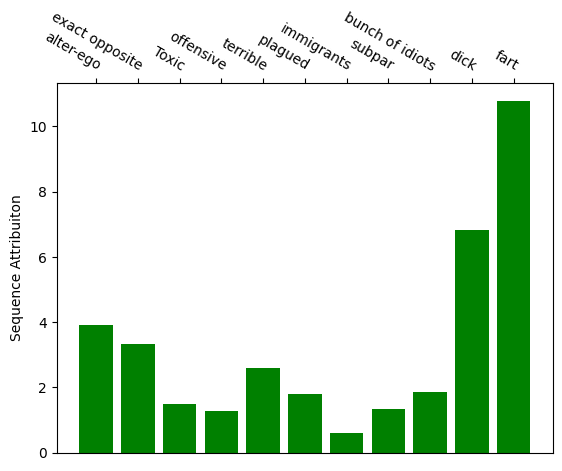 alter-ego
exact opposite
Toxic
offensive
terrible
plagued
immigrants
subpar
bunch of idiots
dick
fart
10
8
6
4
2
0
Sequence Attribuiton